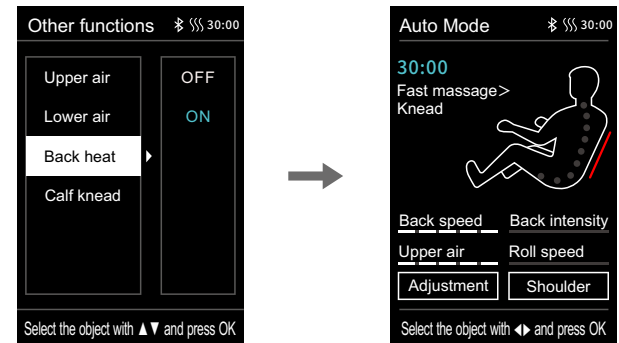 Other functions 30:00
Upper air
OFF
Lower air
ON
Back heat
Calf knead
Select the object with ▲▼ and press OK
Auto Mode 30:00
30:00
Fast massage>
Knead
Back speed Back intensity
Upper air Roll speed
Adjustment Shoulder
Select the object with ◀▶ and press OK